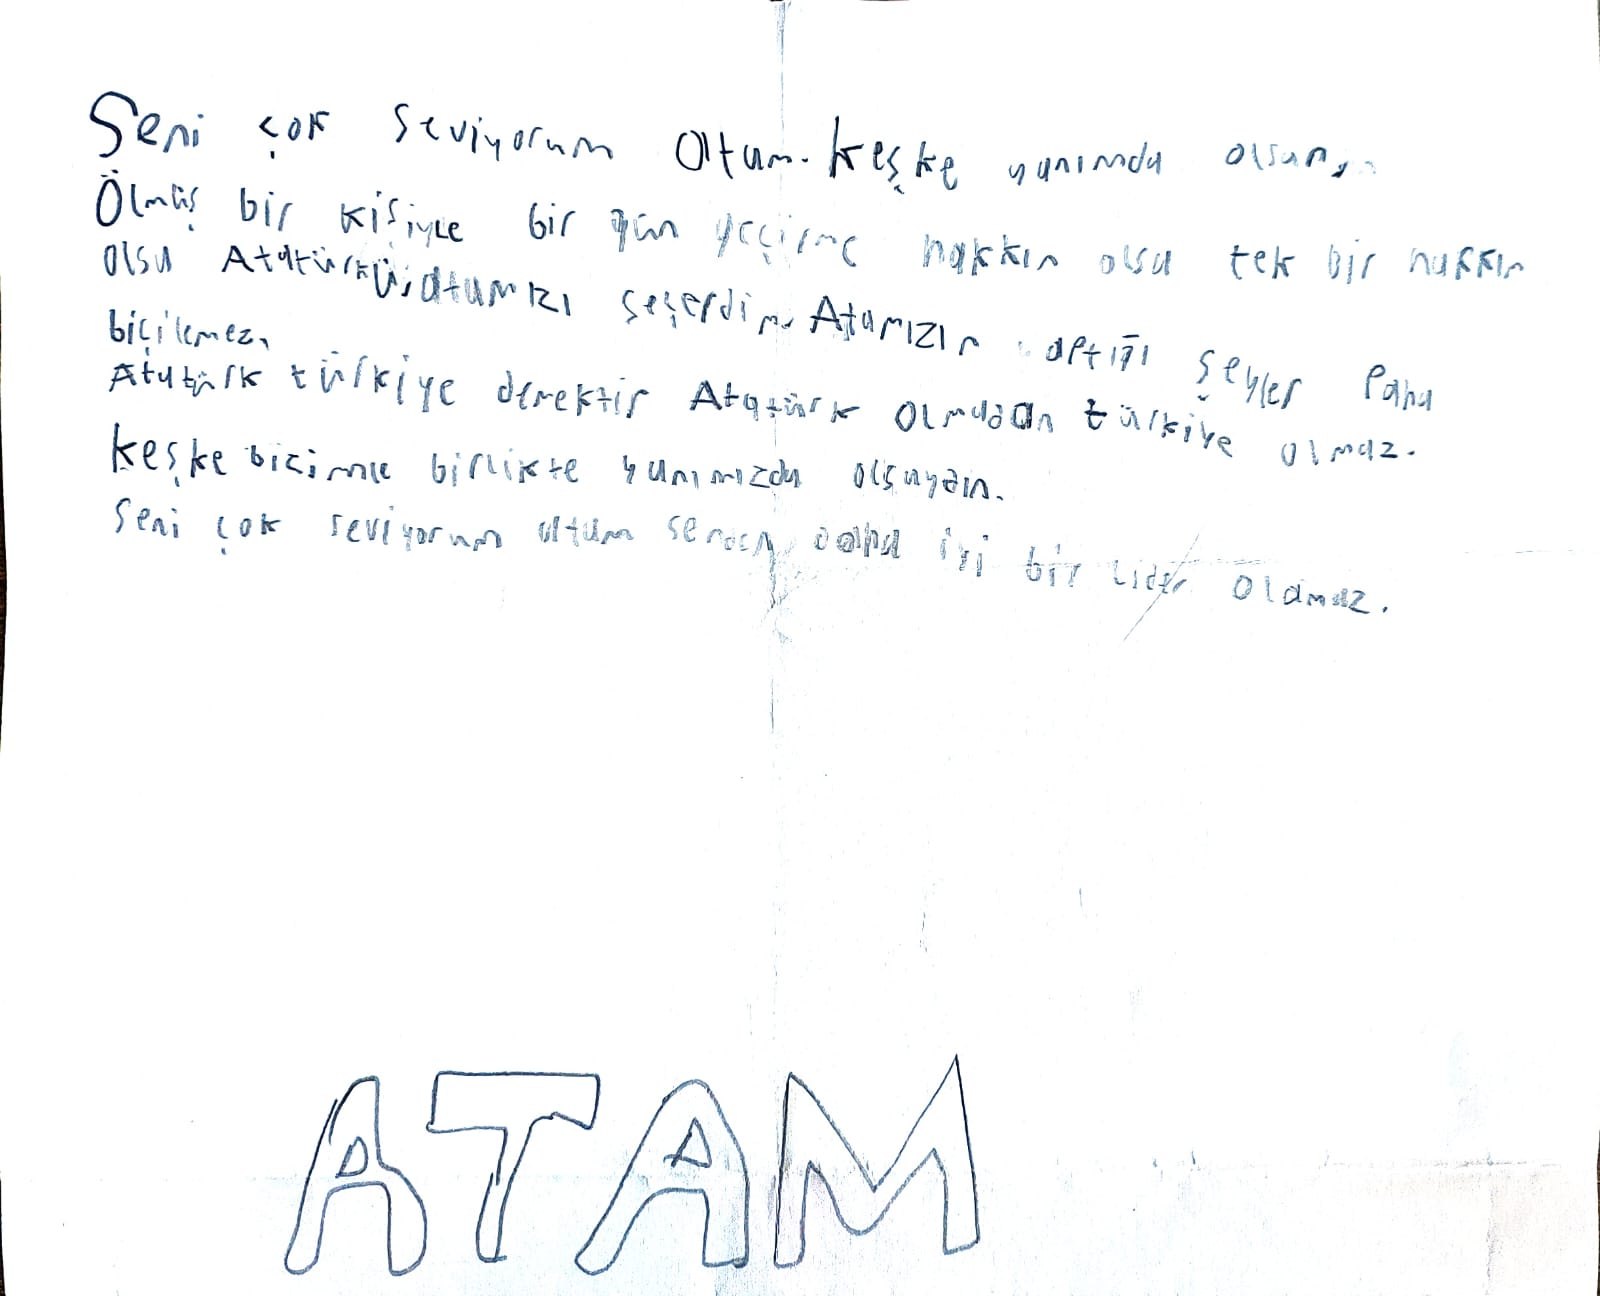 Seni çok seviyorum Atam. keşke yanımda olsan,
Ölmüş bir kişiyle bir gün geçirme hakkın olsa tek bir hakkın
olsa Atatürkü, atamızı seçerdim. Atamızın aptığı şeyler Paha
biçilemez,
Atatürk türkiye demektir Atatürk olmadan türkiye olmaz.
keşke bizimle birlikte yanımızda olsaydın.
Seni çok seviyorum atam senden daha iyi bir Lider olamaz.
ATAM